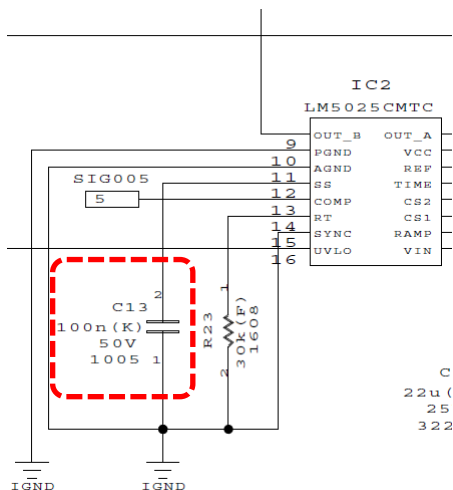 IC2
LM5025CMTC
OUT_B OUT_A
9
PGND VCC
10
AGND REF
11
SS TIME
12
COMP CS2
13
RT CS1
14
SYNC RAMP
15
UVLO VIN
16
SIG005
5
2
C13
100n(K)
50V
1005
1
1
R23
30k(F)
1608
2
C
22u(
25
322
IGND
IGND